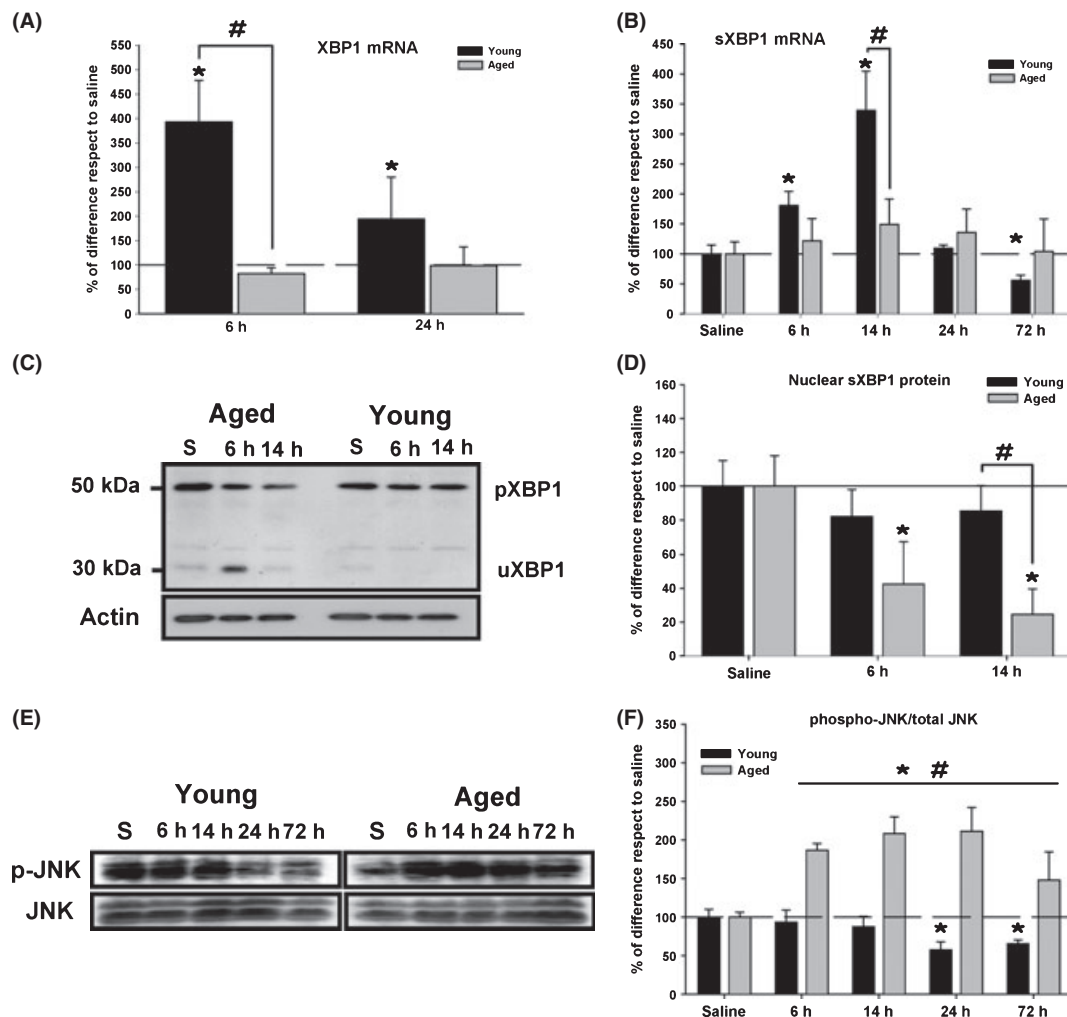 (A)
XBP1 mRNA
#
Young
Aged
*
*
% of difference respect to saline
550
500
450
400
350
300
250
200
150
100
50
0
6 h
24 h
(B)
sXBP1 mRNA
#
Young
Aged
*
*
*
% of difference respect to saline
450
400
350
300
250
200
150
100
50
0
Saline
6 h
14 h
24 h
72 h
(C)
Aged Young
S 6 h 14 h S 6 h 14 h
50 kDa
pXBP1
30 kDa
uXBP1
Actin
(D)
Nuclear sXBP1 protein
Young
Aged
#
*
*
% of difference respect to saline
160
140
120
100
80
60
40
20
0
Saline
6 h
14 h
(E)
Young Aged
S 6 h 14 h 24 h 72 h S 6 h 14 h 24 h 72 h
p-JNK
JNK
(F)
phospho-JNK/total JNK
Young
Aged
* #
*
*
% of difference respect to saline
350
300
250
200
150
100
50
0
Saline
6 h
14 h
24 h
72 h